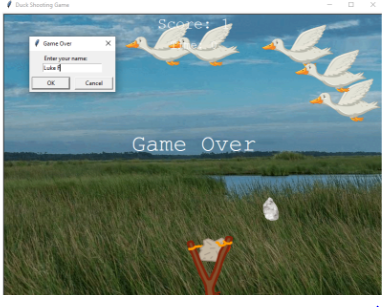 Duck Shooting Game
Score: 1
Game Over
Enter your name:
Luke F
OK Cancel
Game Over